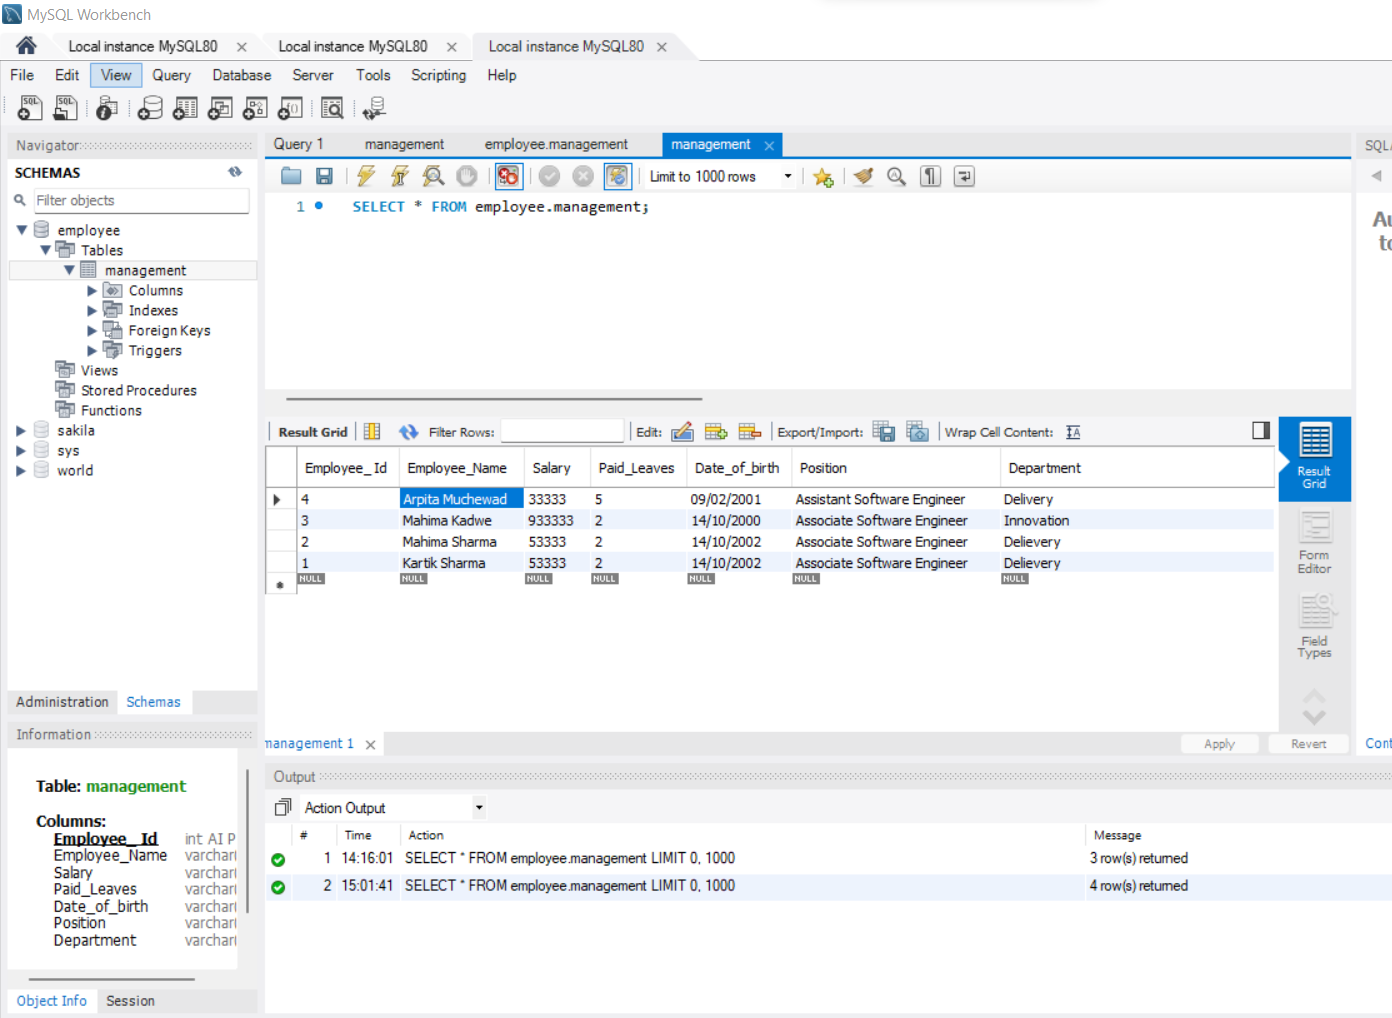 MySQL Workbench
Local instance MySQL80 Local instance MySQL80 Local instance MySQL80
File Edit View Query Database Server Tools Scripting Help
Navigator
SCHEMAS
Filter objects
employee
Tables
management
Columns
Indexes
Foreign Keys
Triggers
Views
Stored Procedures
Functions
sakila
sys
world
Administration Schemas
Information
Table: management
Columns:
Employee_ Id int AI P
Employee_Name varchar(
Salary varchar(
Paid_Leaves varchar(
Date_of_birth varchar(
Position varchar(
Department varchar(
Object Info Session
Query 1 management employee.management management
Limit to 1000 rows
1 SELECT * FROM employee.management;
Result Grid Filter Rows: Edit: Export/Import: Wrap Cell Content:
Employee_ Id Employee_Name Salary Paid_Leaves Date_of_birth Position Department
4 Arpita Muchewad 33333 5 09/02/2001 Assistant Software Engineer Delivery
3 Mahima Kadwe 933333 2 14/10/2000 Associate Software Engineer Innovation
2 Mahima Sharma 53333 2 14/10/2002 Associate Software Engineer Delievery
1 Kartik Sharma 53333 2 14/10/2002 Associate Software Engineer Delievery
NULL NULL NULL NULL NULL NULL NULL
Result
Grid
Form
Editor
Field
Types
management 1 Apply Revert
Output
Action Output
# Time Action Message
1 14:16:01 SELECT * FROM employee.management LIMIT 0, 1000 3 row(s) returned
2 15:01:41 SELECT * FROM employee.management LIMIT 0, 1000 4 row(s) returned